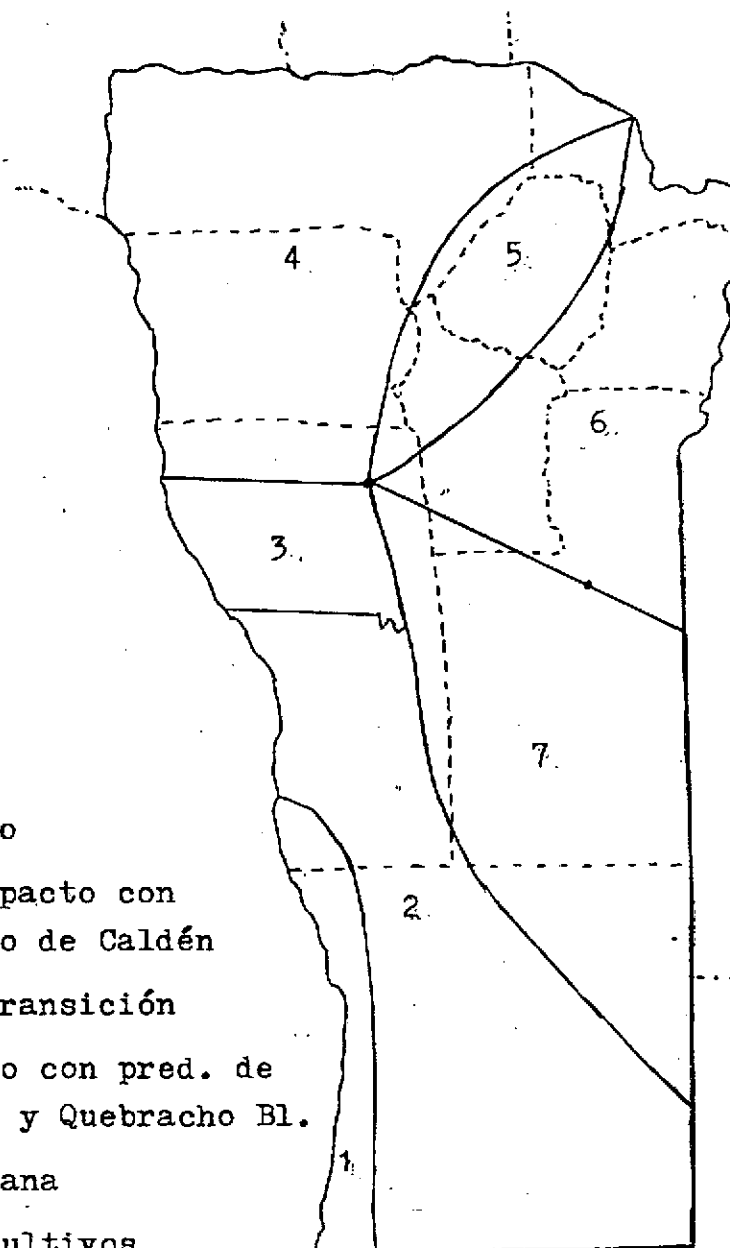 4
5
6
3
7
o
pacto con
2
o de Caldén
ransición
o con pred. de
y Quebracho Bl.
1
ana
ultivos